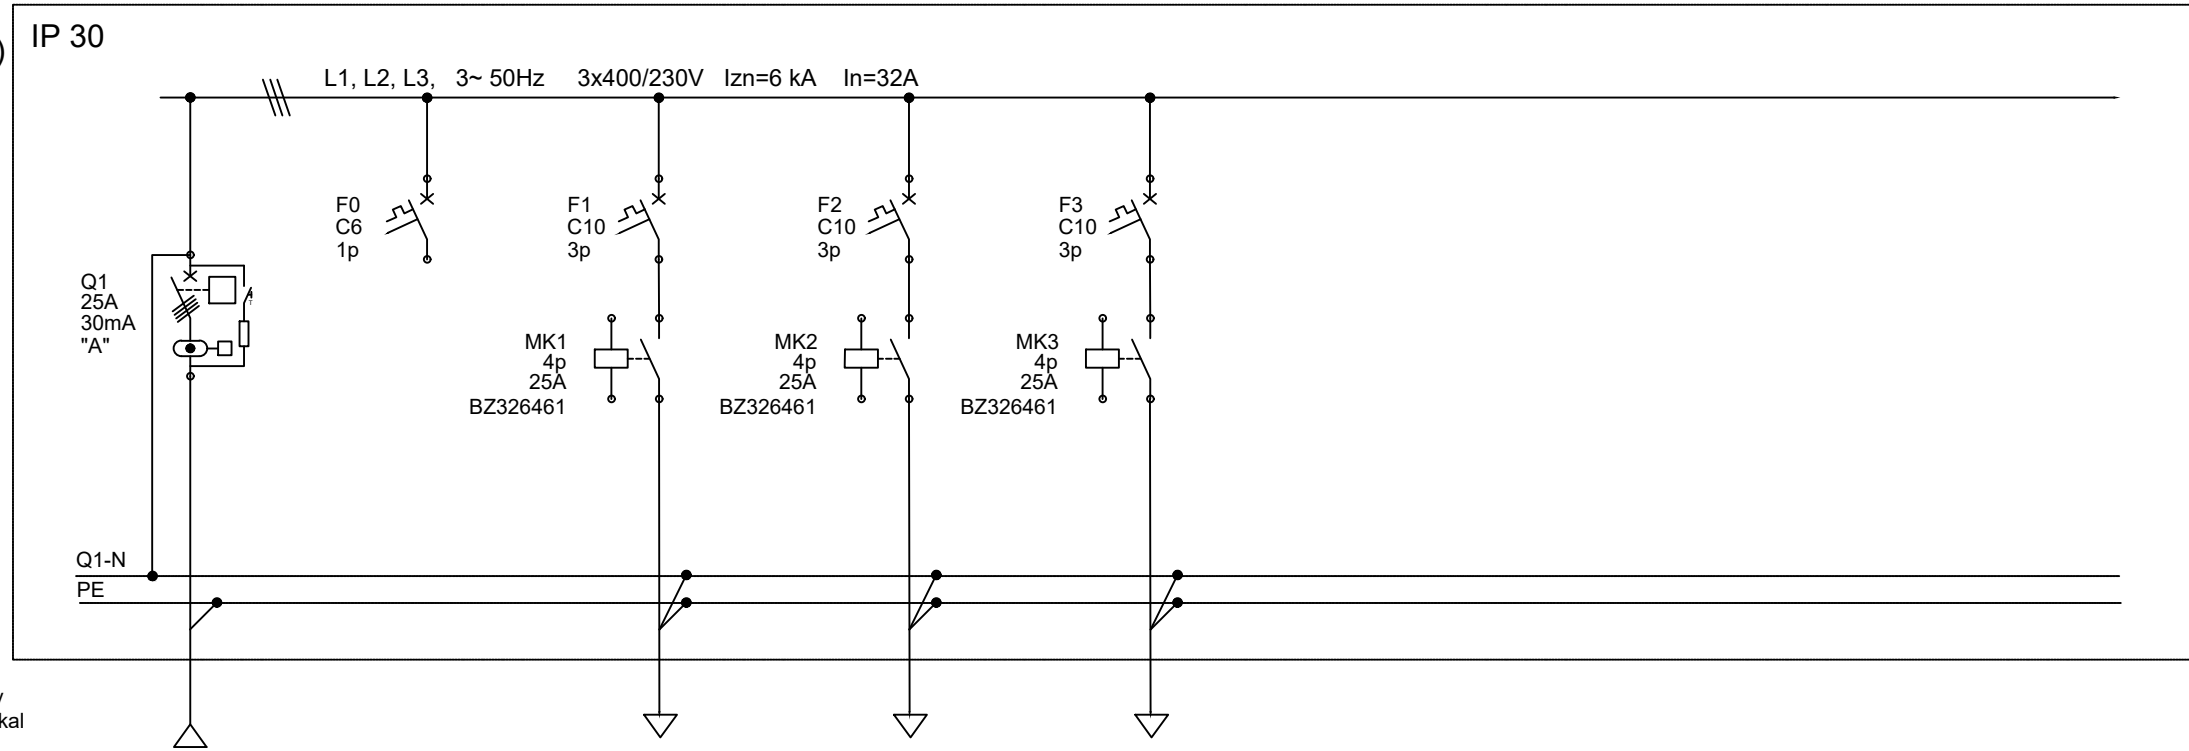 )
IP 30
L1, L2, L3, 3~ 50Hz 3x400/230V Izn=6 kA In=32A
F0
C6
1p
F1
C10
3p
F2
C10
3p
F3
C10
3p
Q1
25A
30mA
"A"
T
MK1
4p
25A
BZ326461
MK2
4p
25A
BZ326461
MK3
4p
25A
BZ326461
Q1-N
PE
kal